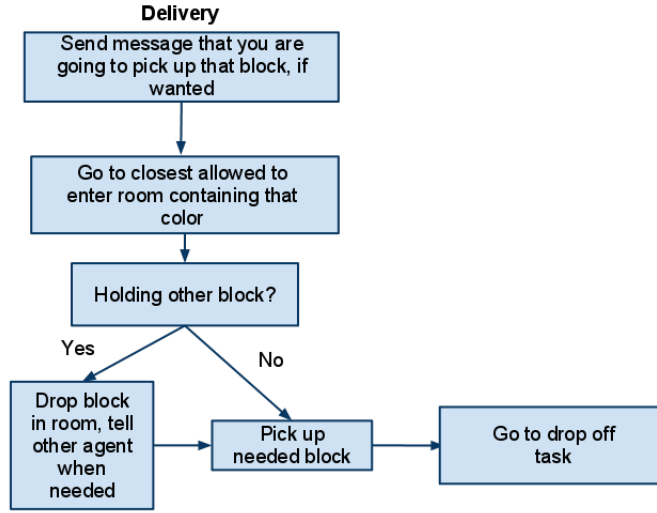 Delivery
Send message that you are
going to pick up that block, if
wanted
Go to closest allowed to
enter room containing that
color
Holding other block?
Yes
No
Drop block
in room, tell
other agent
when
needed
Pick up
needed block
Go to drop off
task